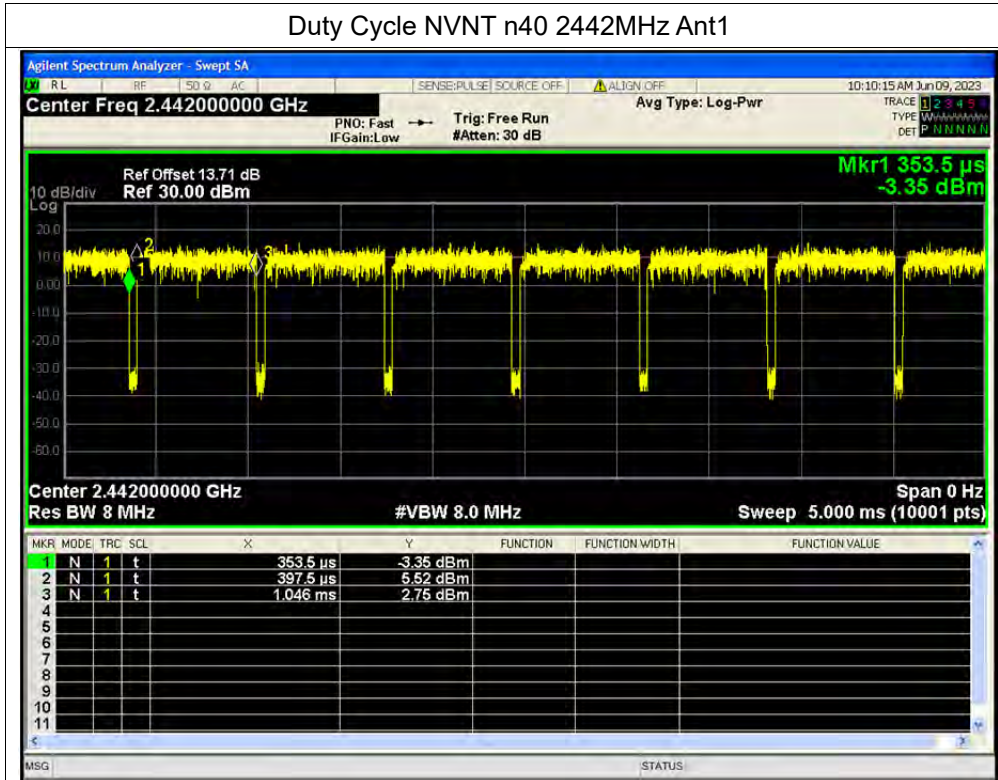 Duty Cycle NVNT n40 2442MHz Ant1
Agilent Spectrum Analyzer - Swept SA
LXI RL RF 50 Ω AC SENSE:PULSE SOURCE OFF ALIGN OFF 10:10:15 AM Jun 09, 2023
Center Freq 2.442000000 GHz Avg Type: Log-Pwr TRACE 1 2 3 4 5 6
PNO: Fast Trig: Free Run TYPE W
IFGain:Low #Atten: 30 dB DET P N N N N N
Mkr1 353.5 µs
Ref Offset 13.71 dB
10 dB/div Ref 30.00 dBm -3.35 dBm
Log
20.0
10.0
0.00
-10.0
-20.0
-30.0
-40.0
-50.0
-60.0
1
2
3
Center 2.442000000 GHz Span 0 Hz
Res BW 8 MHz #VBW 8.0 MHz Sweep 5.000 ms (10001 pts)
MKR MODE TRC SCL X Y FUNCTION FUNCTION WIDTH FUNCTION VALUE
1 N 1 t 353.5 µs -3.35 dBm
2 N 1 t 397.5 µs 5.52 dBm
3 N 1 t 1.046 ms 2.75 dBm
4
5
6
7
8
9
10
11
MSG STATUS